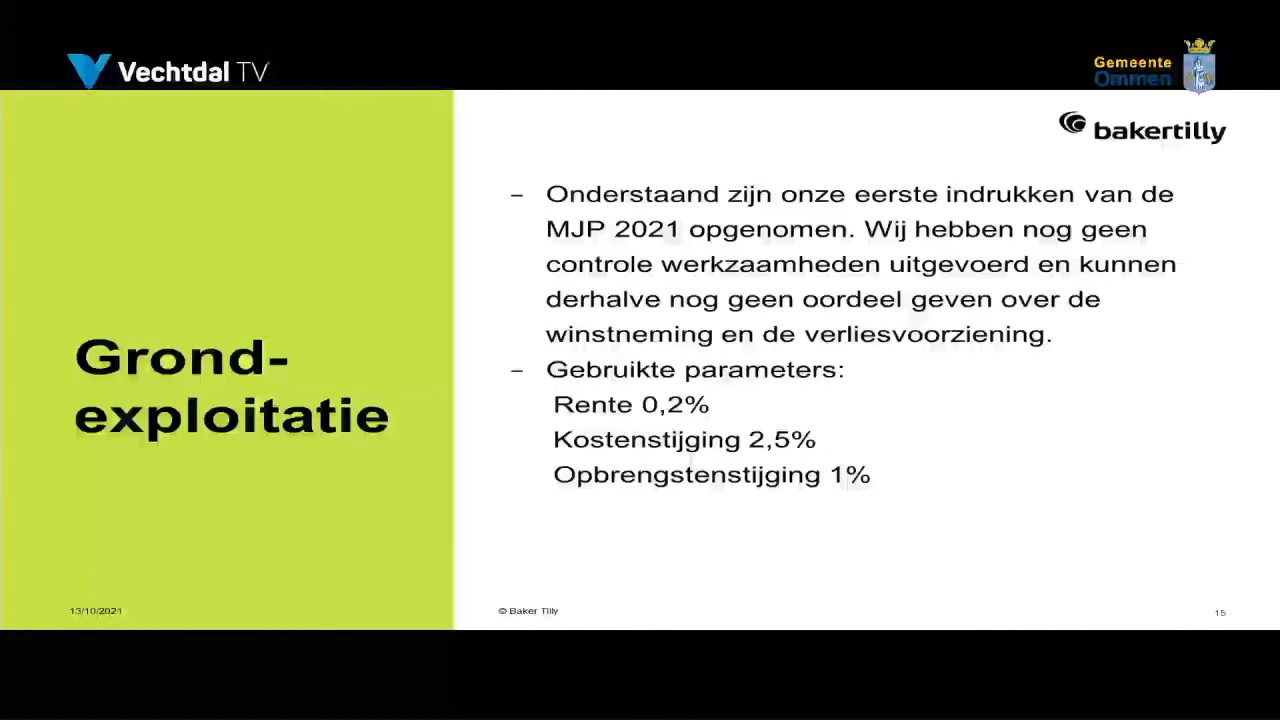 Vechtdal TV
Gemeente
Ommen
bakertilly
Grond-
exploitatie
– Onderstaand zijn onze eerste indrukken van de
MJP 2021 opgenomen. Wij hebben nog geen
controle werkzaamheden uitgevoerd en kunnen
derhalve nog geen oordeel geven over de
winstneming en de verliesvoorziening.
– Gebruikte parameters:
Rente 0,2%
Kostenstijging 2,5%
Opbrengstenstijging 1%
13/10/2021
© Baker Tilly
15